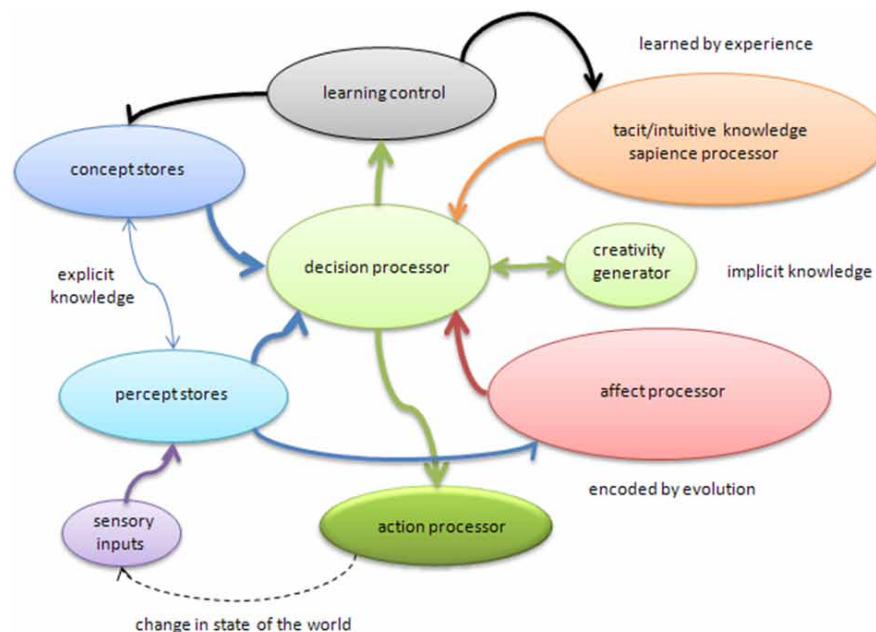 learned by experience
learning control
tacit/intuitive knowledge
sapience processor
concept stores
creativity
generator
decision processor
implicit knowledge
explicit
knowledge
percept stores
affect processor
encoded by evolution
sensory
inputs
action processor
change in state of the world